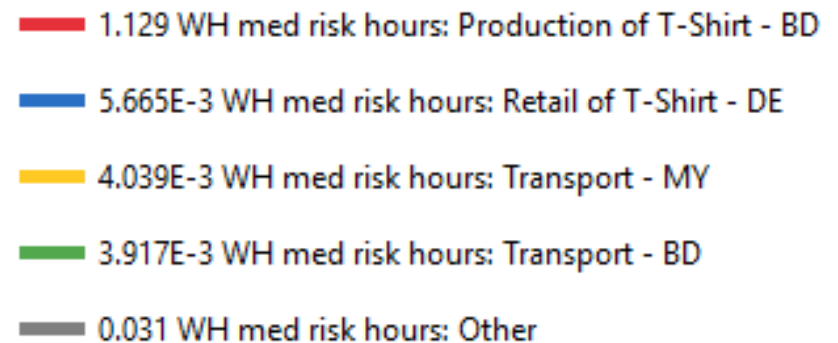 1.129 WH med risk hours: Production of T-Shirt - BD
5.665E-3 WH med risk hours: Retail of T-Shirt - DE
4.039E-3 WH med risk hours: Transport - MY
3.917E-3 WH med risk hours: Transport - BD
0.031 WH med risk hours: Other